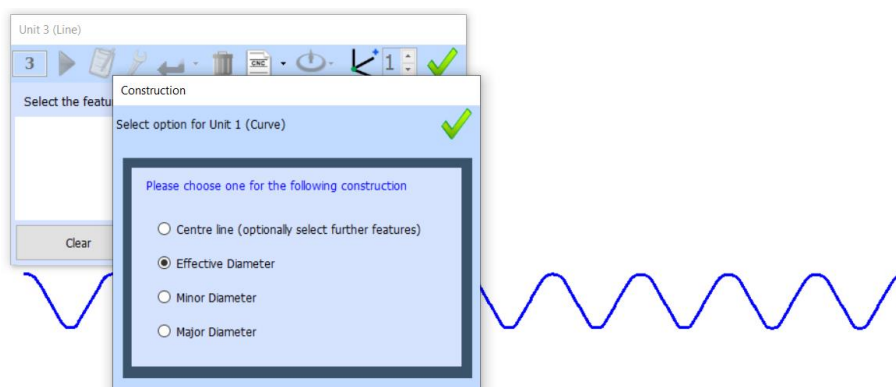 Unit 3 (Line)
3
CNC
1
Select the featu
Construction
Select option for Unit 1 (Curve)
Please choose one for the following construction
Centre line (optionally select further features)
Effective Diameter
Minor Diameter
Major Diameter
Clear